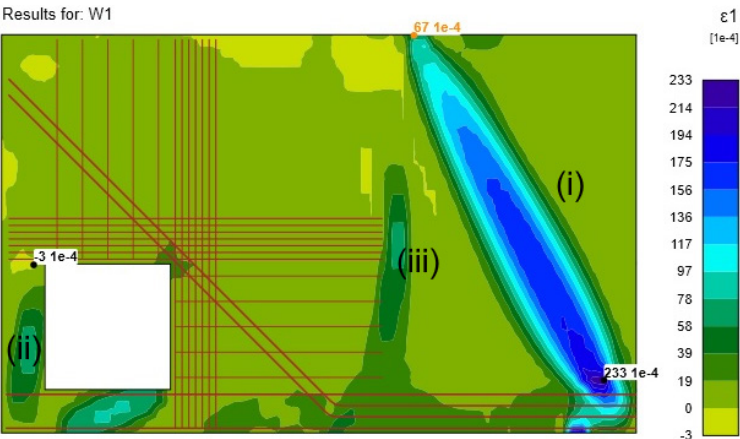 Results for: W1
ε1
[1e-4]
67 1e-4
233
214
194
175
156
136
117
97
78
58
39
19
0
-3
(i)
(iii)
-3 1e-4
(ii)
233 1e-4